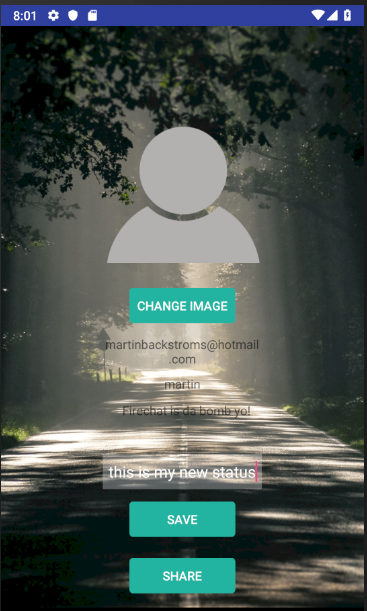 8:01
CHANGE IMAGE
martinbackstroms@hotmail
.com
martin
Firechat is da bomb yo!
this is my new status
SAVE
SHARE